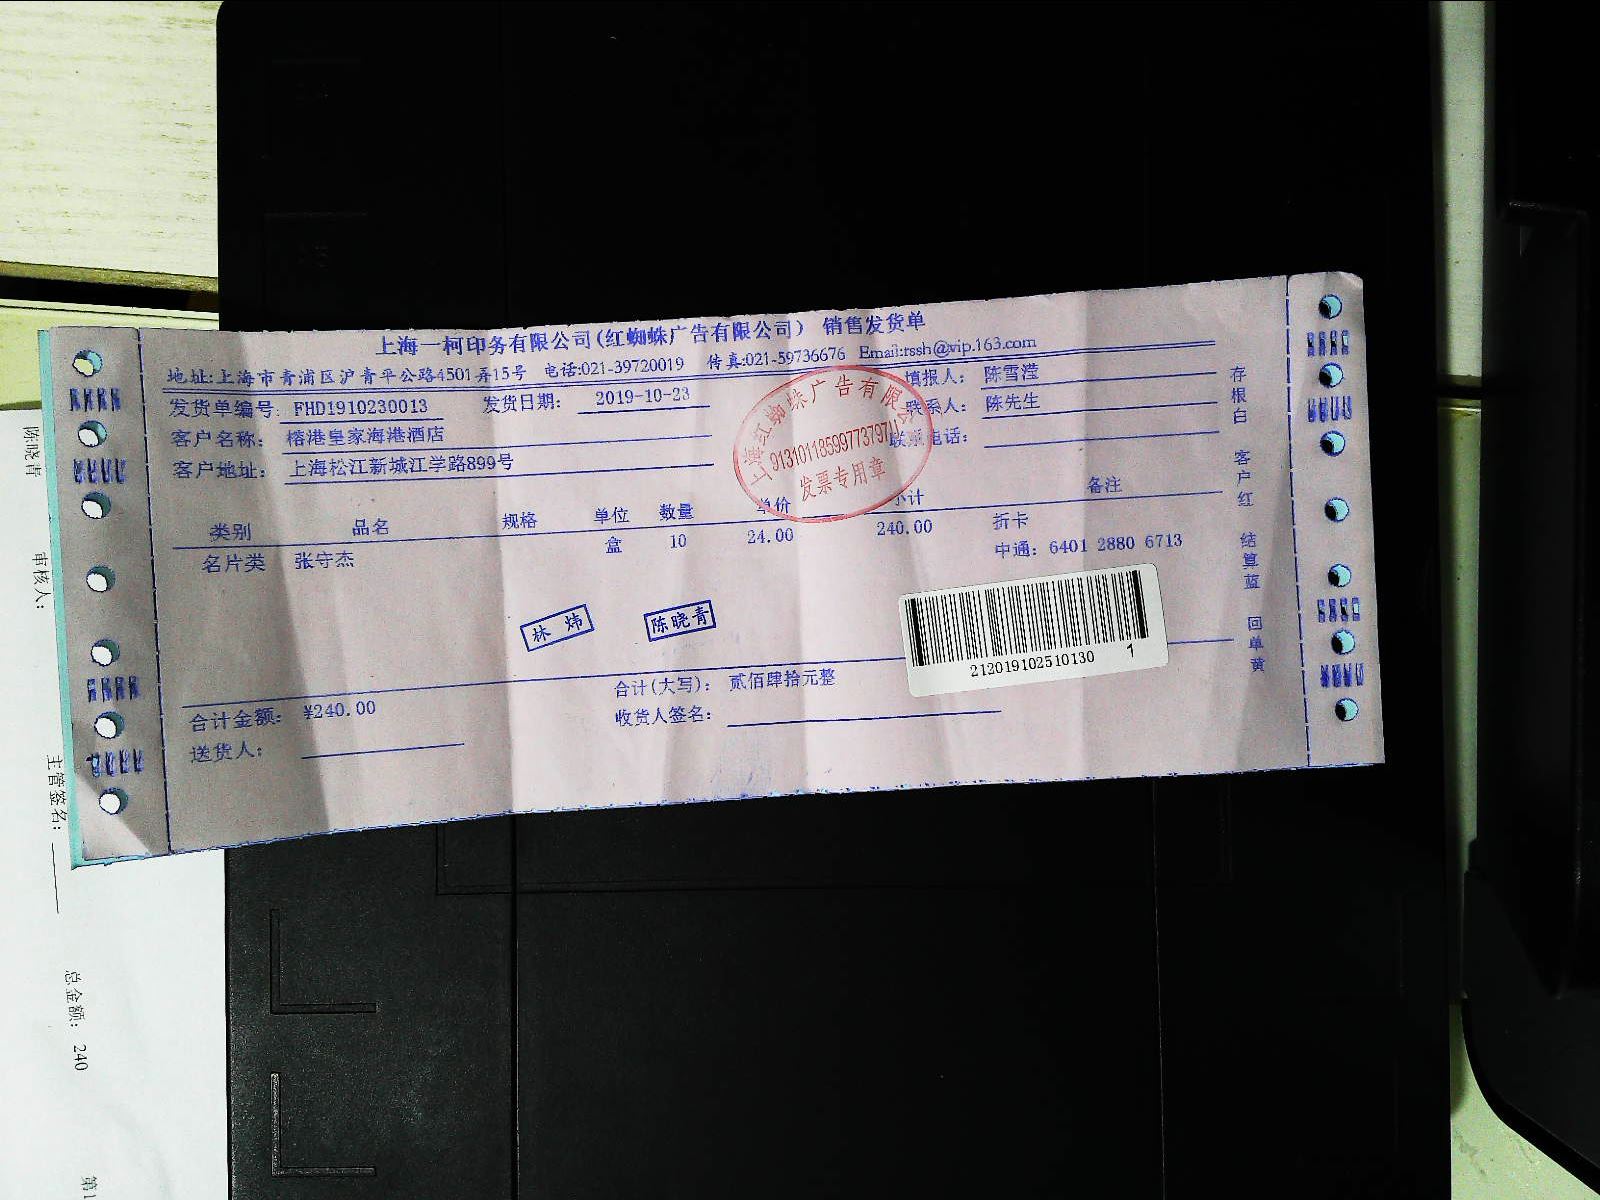 上海一柯印务有限公司(红蜘蛛广告有限公司) 销售发货单
地址:上海市青浦区沪青平公路4501弄15号 电话:021-39720019 传真:021-59736676 Email:rssh@vip.163.com
发货单编号: FHD1910230013 发货日期: 2019-10-23 填报人: 陈雪滢
客户名称: 榕港皇家海港酒店 联系人: 陈先生
客户地址: 上海松江新城江学路899号 联系电话:
上海红蜘蛛广告有限公司
913101185997737971
发票专用章
类别 品名 规格 单位 数量 单价 小计 备注
名片类 张守杰 盒 10 24.00 240.00 折卡
中通: 6401 2880 6713
林炜 陈晓青
212019102510130 1
合计金额: ¥240.00 合计(大写): 贰佰肆拾元整
送货人: 收货人签名:
存根白 客户红 结算蓝 回单黄
陈晓青
审核人:
主管签名:
总金额: 240